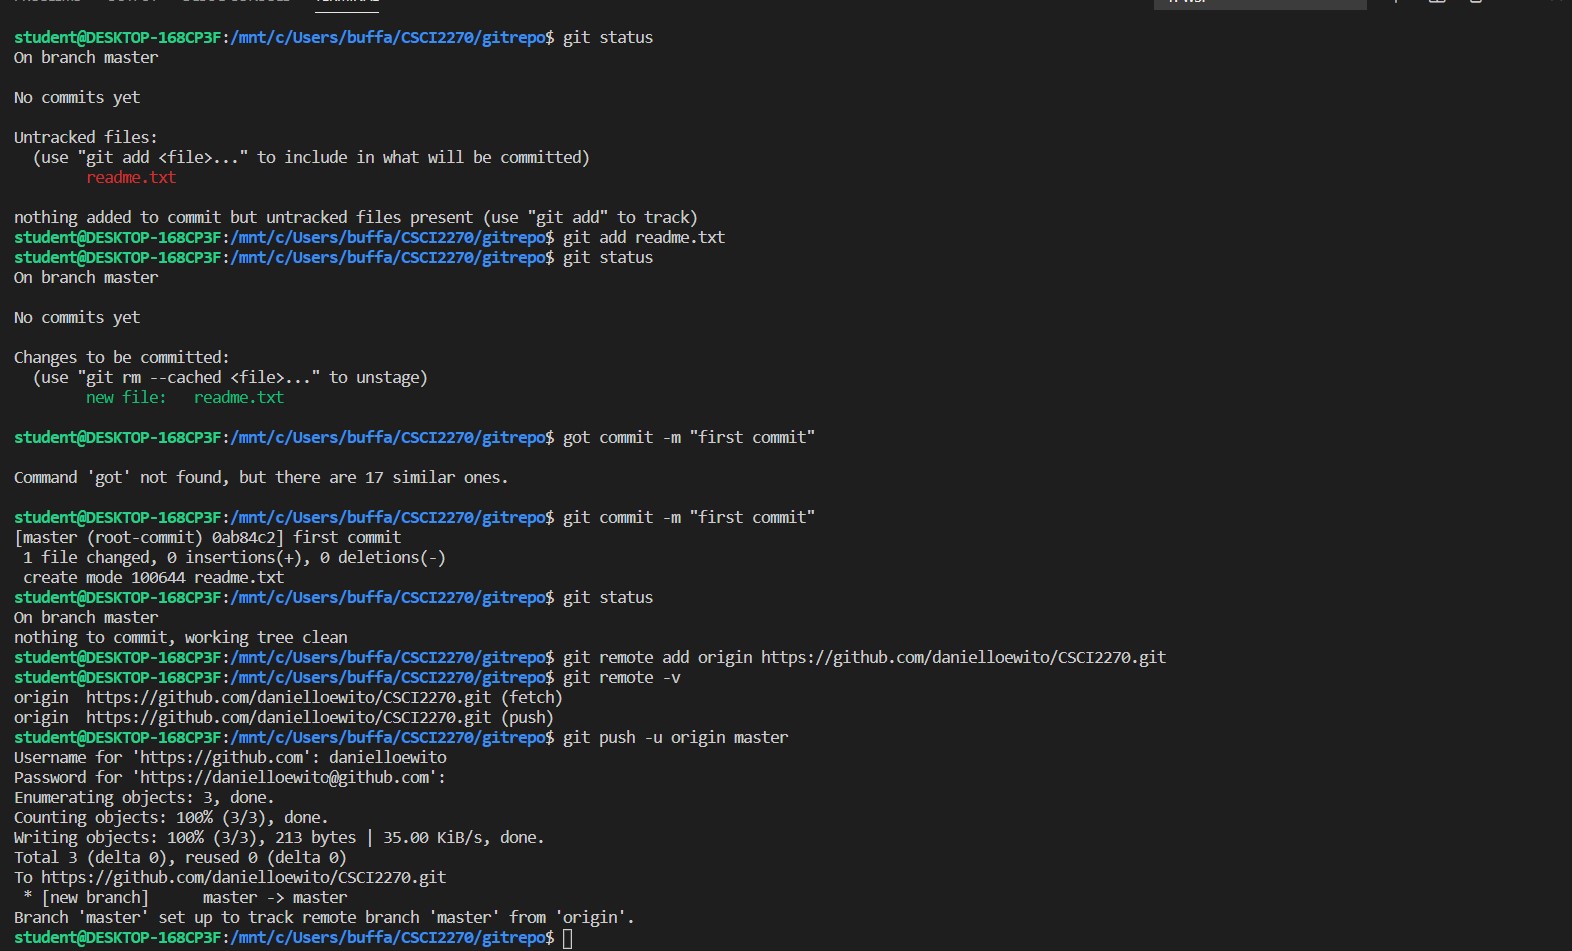 TERMINAL
student@DESKTOP-168CP3F:/mnt/c/Users/buffa/CSCI2270/gitrepo$ git status
On branch master
No commits yet
Untracked files:
  (use "git add <file>..." to include in what will be committed)
        readme.txt
nothing added to commit but untracked files present (use "git add" to track)
student@DESKTOP-168CP3F:/mnt/c/Users/buffa/CSCI2270/gitrepo$ git add readme.txt
student@DESKTOP-168CP3F:/mnt/c/Users/buffa/CSCI2270/gitrepo$ git status
On branch master
No commits yet
Changes to be committed:
  (use "git rm --cached <file>..." to unstage)
        new file:   readme.txt
student@DESKTOP-168CP3F:/mnt/c/Users/buffa/CSCI2270/gitrepo$ got commit -m "first commit"
Command 'got' not found, but there are 17 similar ones.
student@DESKTOP-168CP3F:/mnt/c/Users/buffa/CSCI2270/gitrepo$ git commit -m "first commit"
[master (root-commit) 0ab84c2] first commit
 1 file changed, 0 insertions(+), 0 deletions(-)
 create mode 100644 readme.txt
student@DESKTOP-168CP3F:/mnt/c/Users/buffa/CSCI2270/gitrepo$ git status
On branch master
nothing to commit, working tree clean
student@DESKTOP-168CP3F:/mnt/c/Users/buffa/CSCI2270/gitrepo$ git remote add origin https://github.com/danielloewito/CSCI2270.git
student@DESKTOP-168CP3F:/mnt/c/Users/buffa/CSCI2270/gitrepo$ git remote -v
origin  https://github.com/danielloewito/CSCI2270.git (fetch)
origin  https://github.com/danielloewito/CSCI2270.git (push)
student@DESKTOP-168CP3F:/mnt/c/Users/buffa/CSCI2270/gitrepo$ git push -u origin master
Username for 'https://github.com': danielloewito
Password for 'https://danielloewito@github.com':
Enumerating objects: 3, done.
Counting objects: 100% (3/3), done.
Writing objects: 100% (3/3), 213 bytes | 35.00 KiB/s, done.
Total 3 (delta 0), reused 0 (delta 0)
To https://github.com/danielloewito/CSCI2270.git
 * [new branch]      master -> master
Branch 'master' set up to track remote branch 'master' from 'origin'.
student@DESKTOP-168CP3F:/mnt/c/Users/buffa/CSCI2270/gitrepo$